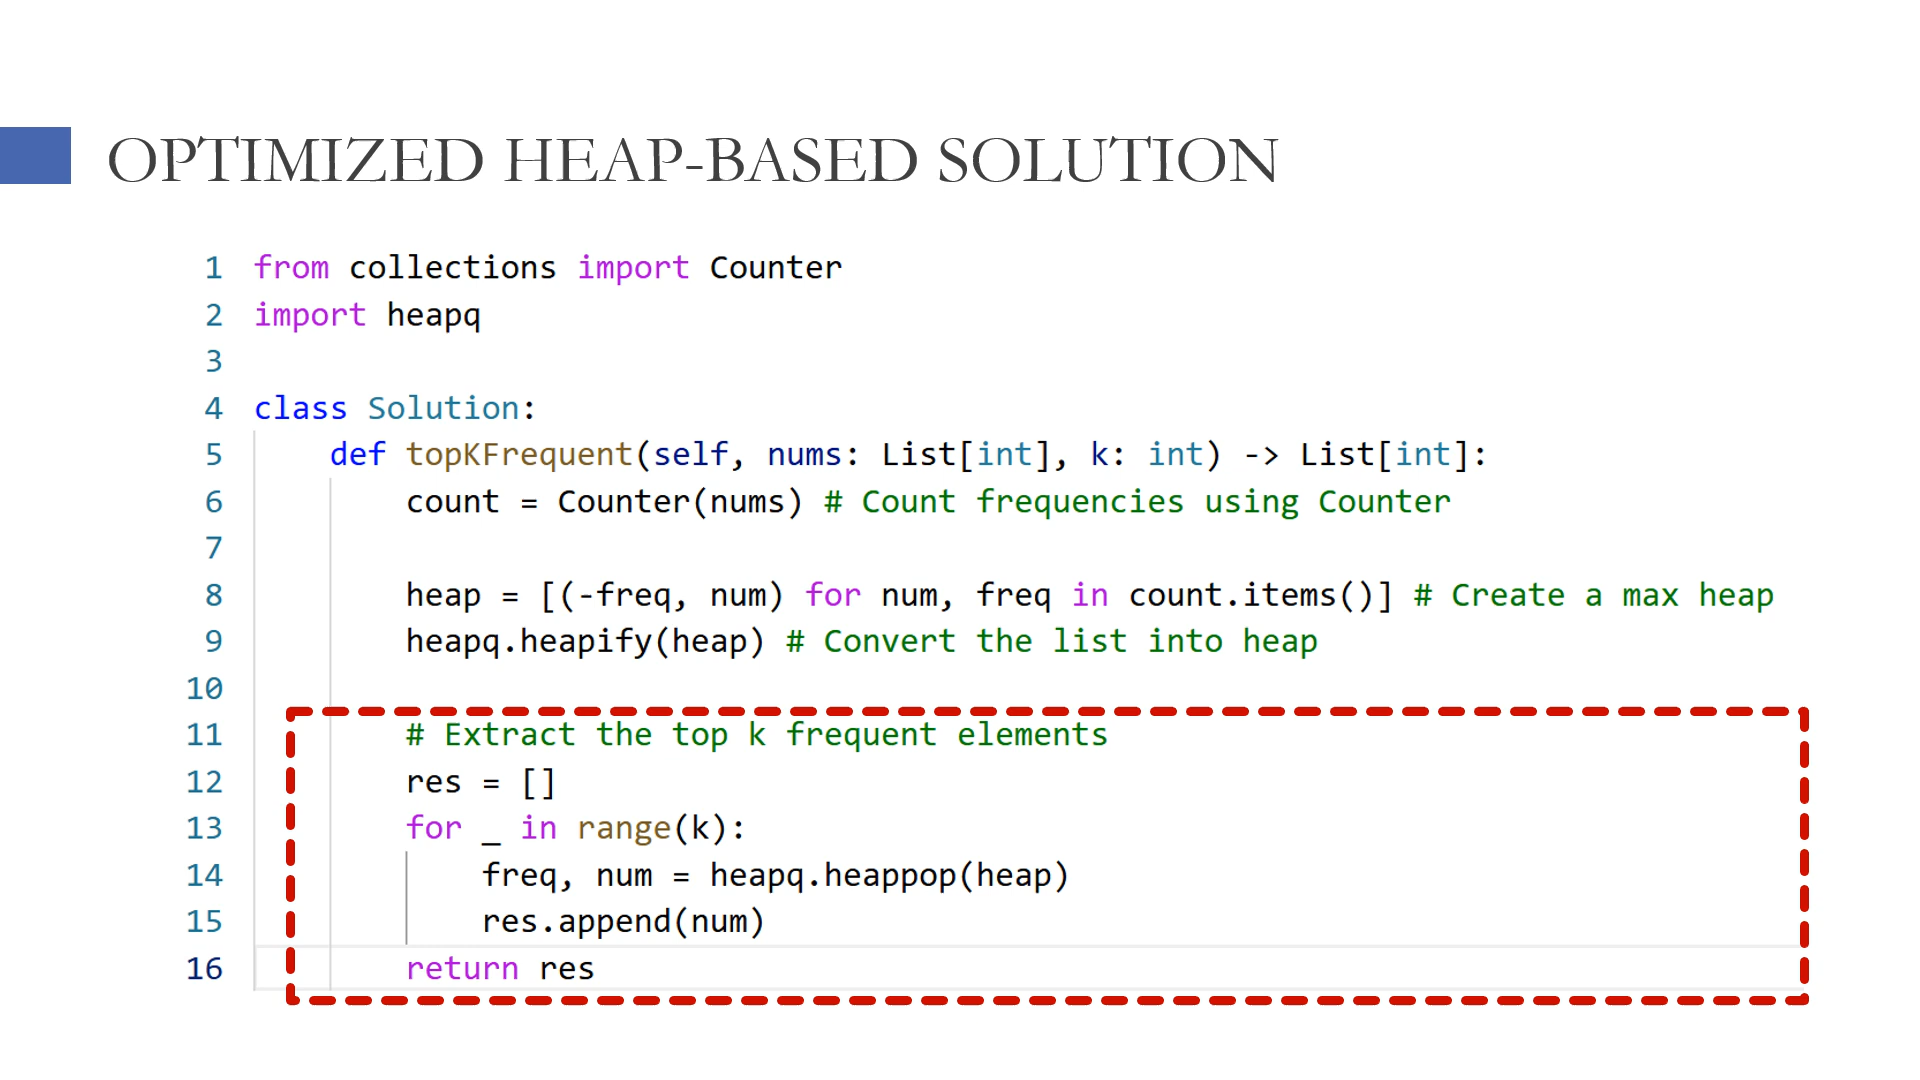 OPTIMIZED HEAP-BASED SOLUTION
1 from collections import Counter
2 import heapq
3
4 class Solution:
5     def topKFrequent(self, nums: List[int], k: int) -> List[int]:
6         count = Counter(nums) # Count frequencies using Counter
7
8         heap = [(-freq, num) for num, freq in count.items()] # Create a max heap
9         heapq.heapify(heap) # Convert the list into heap
10
11         # Extract the top k frequent elements
12         res = []
13         for _ in range(k):
14             freq, num = heapq.heappop(heap)
15             res.append(num)
16         return res